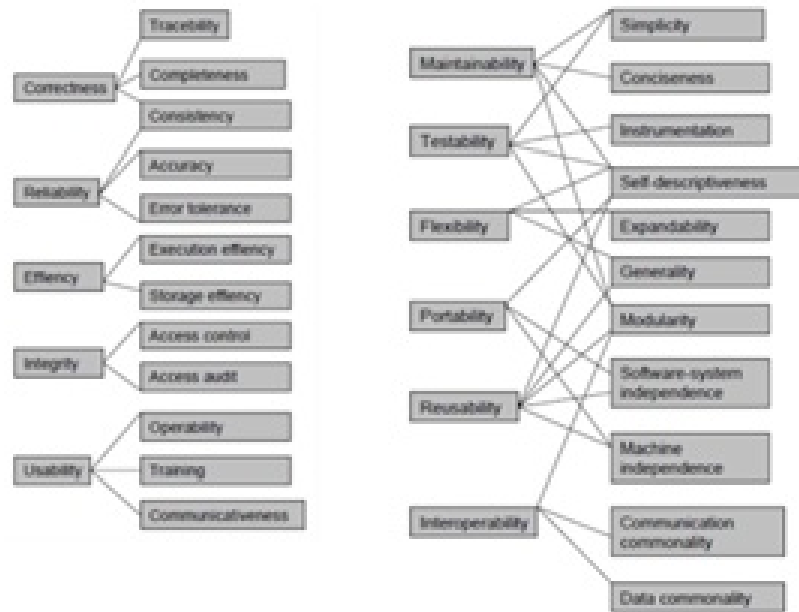 Tracebility
Correctness
Completeness
Consistency
Reliability
Accuracy
Error tolerance
Effiency
Execution effiency
Storage effiency
Integrity
Access control
Access audit
Usability
Operability
Training
Communicativeness
Maintainability
Simplicity
Conciseness
Testability
Instrumentation
Self-descriptiveness
Flexibility
Expandability
Generality
Portability
Modularity
Software-system
independence
Reusability
Machine
independence
Interoperability
Communication
commonality
Data commonality